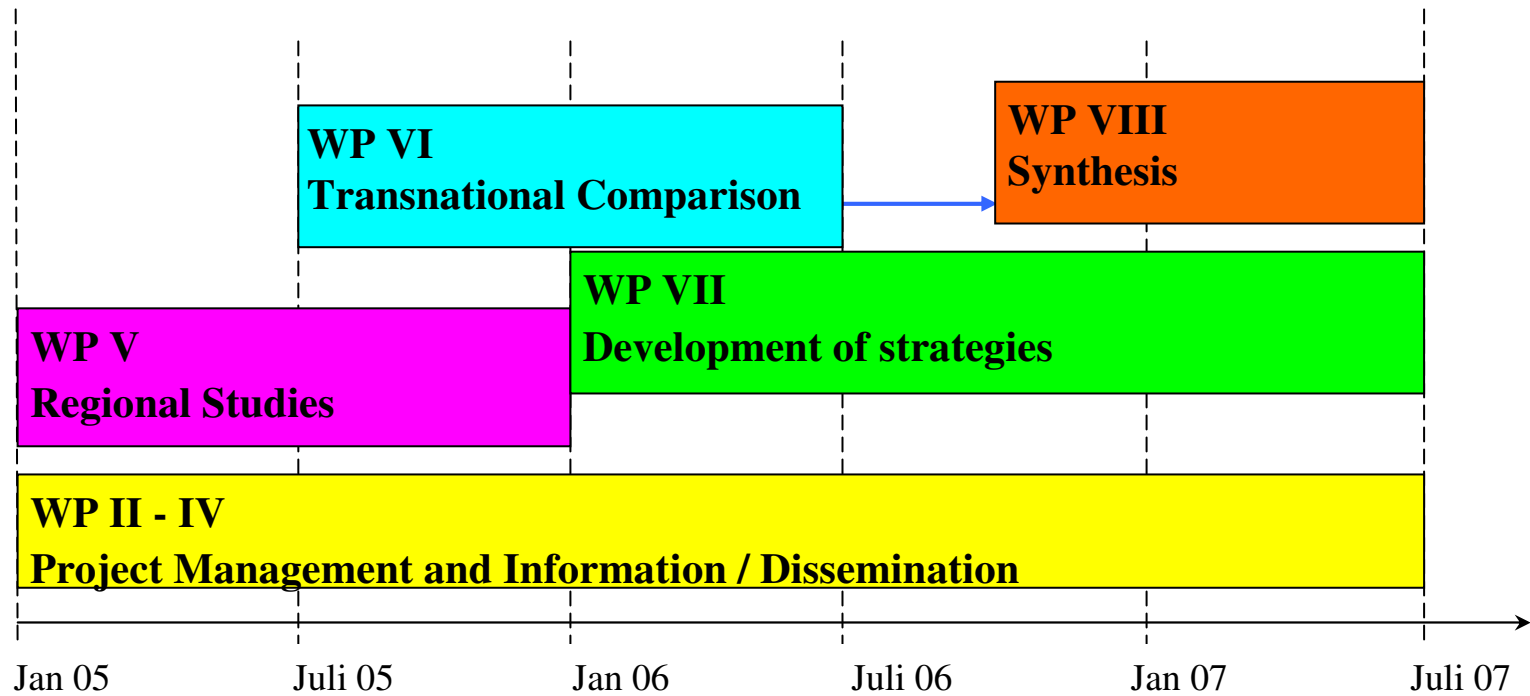 WP VI
Transnational Comparison
WP VIII
Synthesis
WP VII
Development of strategies
WP V
Regional Studies
WP II - IV
Project Management and Information / Dissemination
Jan 05
Juli 05
Jan 06
Juli 06
Jan 07
Juli 07